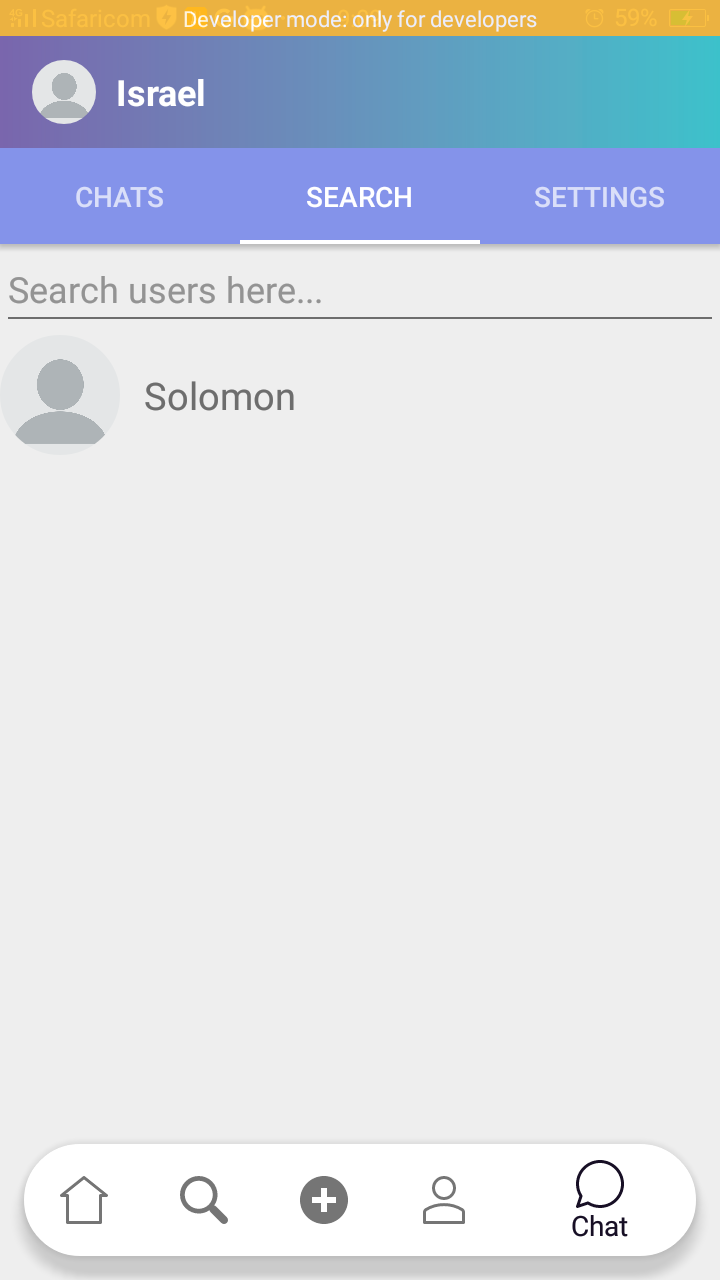 Safaricom Developer mode: only for developers 59%
Israel
CHATS SEARCH SETTINGS
Search users here...
Solomon
Chat